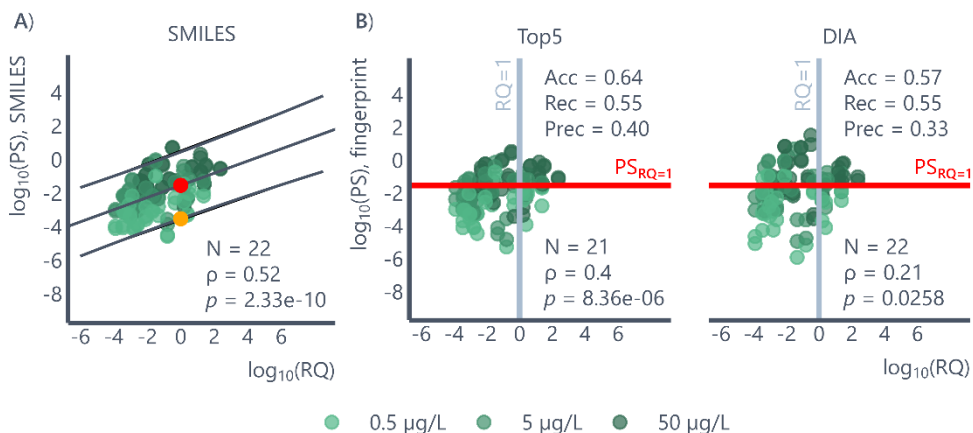 A)
SMILES
log10(PS), SMILES
4
2
0
-2
-4
-6
-8
N = 22
ρ = 0.52
p = 2.33e-10
-6 -4 -2 0 2 4 6
log10(RQ)
B)
Top5
log10(PS), fingerprint
4
2
0
-2
-4
-6
-8
RQ=1
Acc = 0.64
Rec = 0.55
Prec = 0.40
PSRQ=1
N = 21
ρ = 0.4
p = 8.36e-06
-6 -4 -2 0 2 4 6
DIA
RQ=1
Acc = 0.57
Rec = 0.55
Prec = 0.33
PSRQ=1
N = 22
ρ = 0.21
p = 0.0258
-6 -4 -2 0 2 4 6
log10(RQ)
0.5 µg/L 5 µg/L 50 µg/L